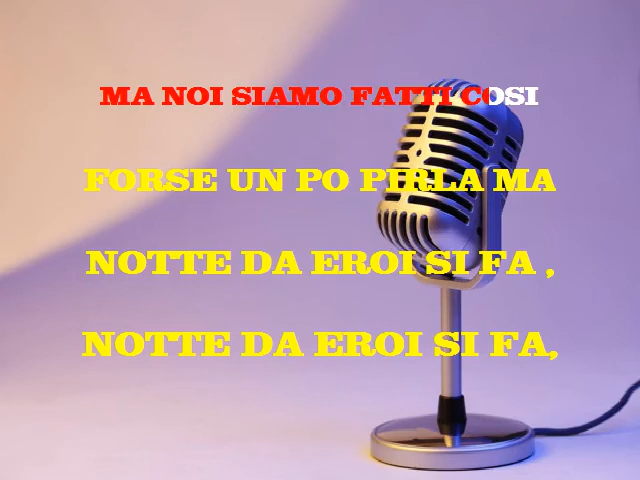 MA NOI SIAMO FATTI COSI
FORSE UN PO PIRLA MA
NOTTE DA EROI SI FA ,
NOTTE DA EROI SI FA,